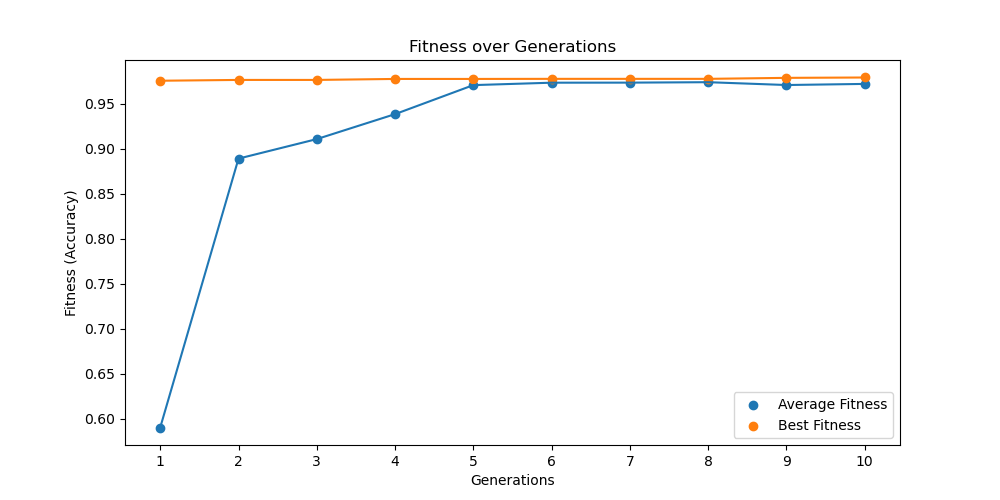 Fitness over Generations
Fitness (Accuracy)
0.95
0.90
0.85
0.80
0.75
0.70
0.65
0.60
1 2 3 4 5 6 7 8 9 10
Generations
Average Fitness
Best Fitness